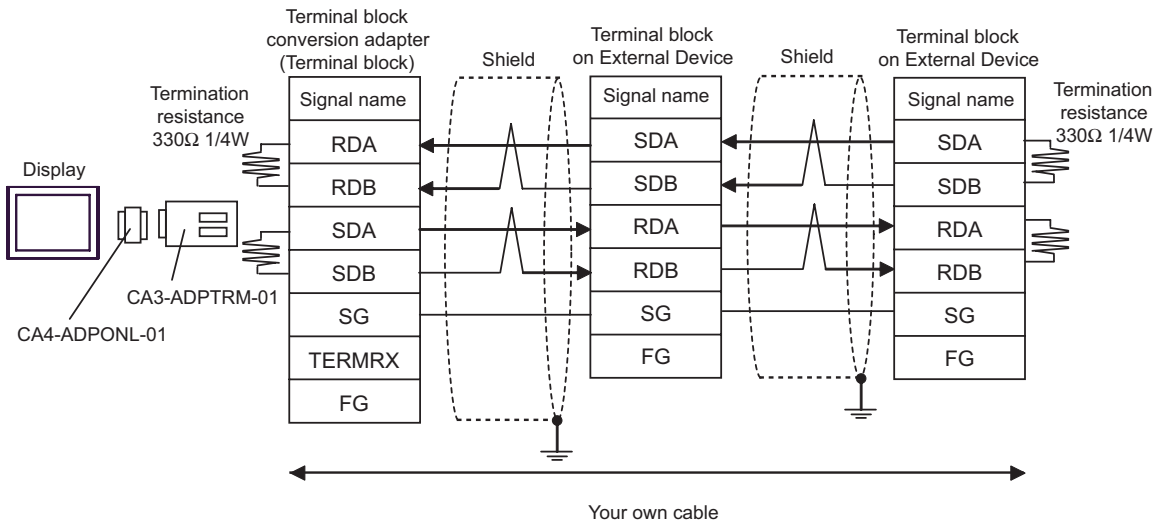 Terminal block
conversion adapter
(Terminal block)
Shield
Terminal block
on External Device
Shield
Terminal block
on External Device
Termination
resistance
330Ω 1/4W
Display
CA4-ADPONL-01
CA3-ADPTRM-01
Signal name
RDA
RDB
SDA
SDB
SG
TERMRX
FG
Signal name
SDA
SDB
RDA
RDB
SG
FG
Signal name
SDA
SDB
RDA
RDB
SG
FG
Termination
resistance
330Ω 1/4W
Your own cable